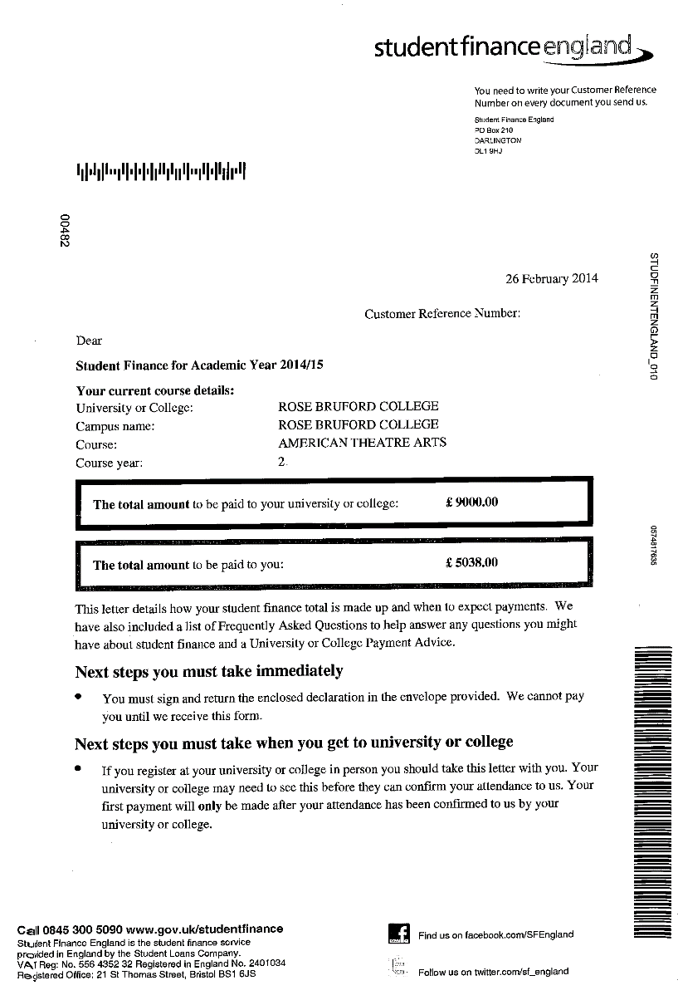 studentfinance england
You need to write your Customer Reference
Number on every document you send us.
Student Finance England
PO Box 210
DARLINGTON
DL1 9HJ
00482
26 February 2014
Customer Reference Number:
STUDFINENTENGLAND_010
Dear
Student Finance for Academic Year 2014/15
Your current course details:
University or College: ROSE BRUFORD COLLEGE
Campus name: ROSE BRUFORD COLLEGE
Course: AMERICAN THEATRE ARTS
Course year: 2
The total amount to be paid to your university or college: £ 9000.00
0574817635
The total amount to be paid to you: £ 5038.00
This letter details how your student finance total is made up and when to expect payments. We
have also included a list of Frequently Asked Questions to help answer any questions you might
have about student finance and a University or College Payment Advice.
Next steps you must take immediately
• You must sign and return the enclosed declaration in the envelope provided. We cannot pay
you until we receive this form.
Next steps you must take when you get to university or college
• If you register at your university or college in person you should take this letter with you. Your
university or college may need to see this before they can confirm your attendance to us. Your
first payment will only be made after your attendance has been confirmed to us by your
university or college.
Call 0845 300 5090 www.gov.uk/studentfinance
Student Finance England is the student finance service
provided in England by the Student Loans Company.
VAT Reg: No. 556 4352 32 Registered in England No. 2401034
Registered Office: 21 St Thomas Street, Bristol BS1 6JS
Find us on facebook.com/SFEngland
Follow us on twitter.com/sf_england